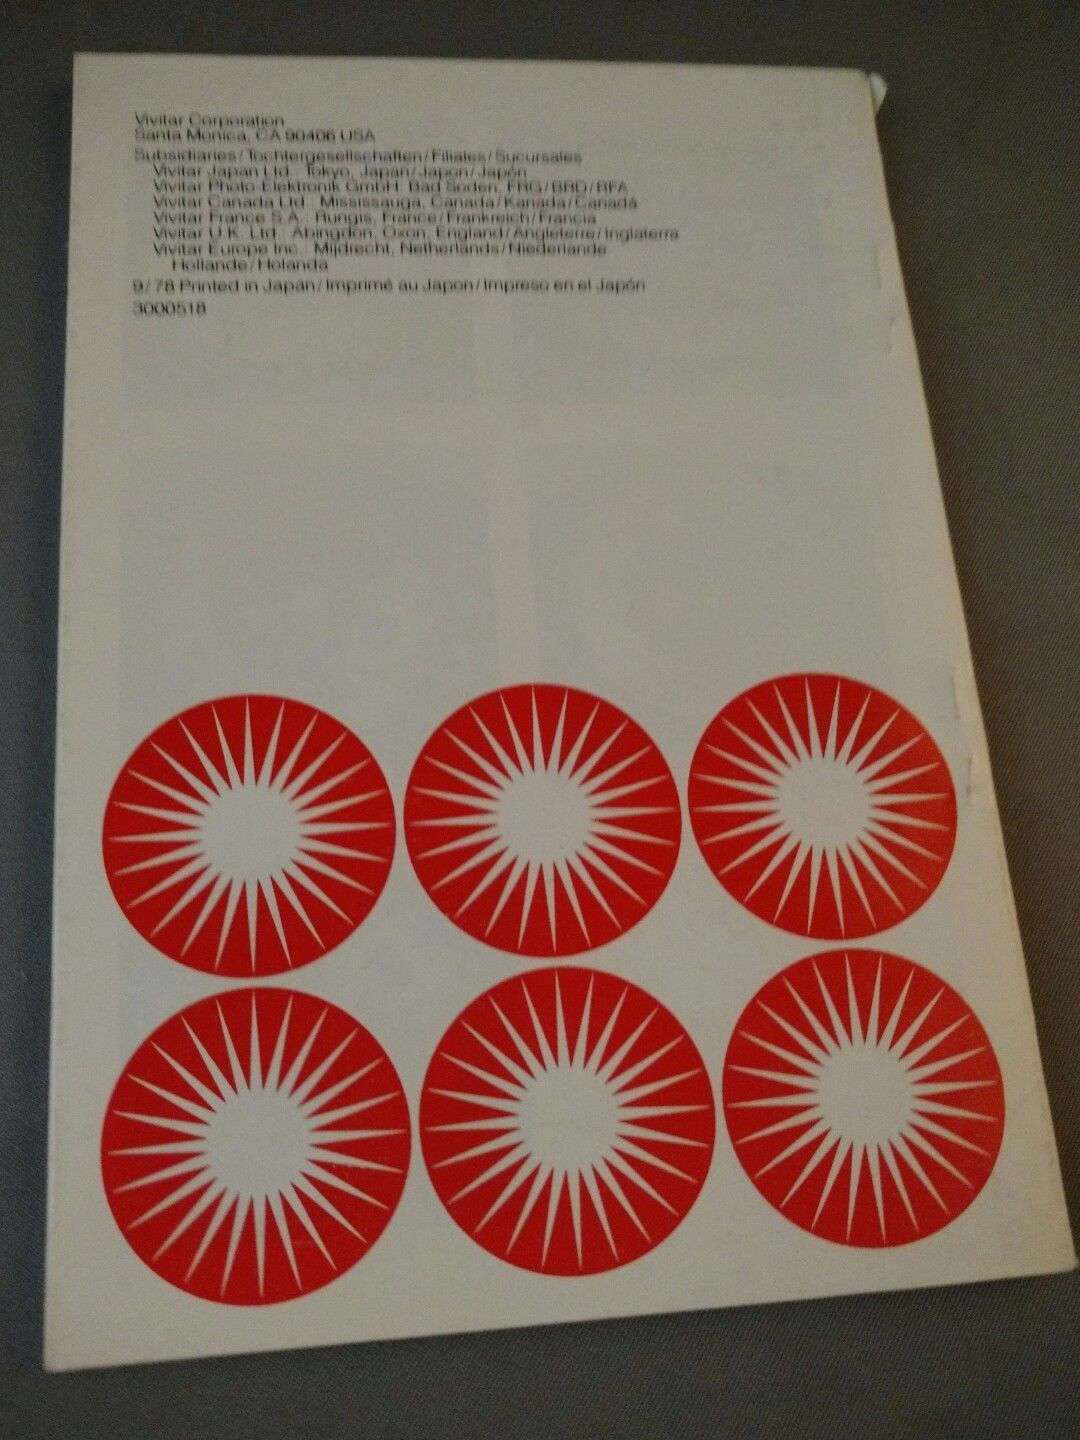 Vivitar Corporation
Santa Monica, CA 90406 USA
Subsidiaries/Tochtergesellschaften/Filiales/Sucursales
Vivitar Japan Ltd.: Tokyo, Japan/Japon/Japón
Vivitar Photo-Elektronik GmbH: Bad Soden, FRG/BRD/RFA
Vivitar Canada Ltd.: Mississauga, Canada/Kanada/Canadá
Vivitar France S.A.: Rungis, France/Frankreich/Francia
Vivitar U.K. Ltd.: Abingdon, Oxon, England/Angleterre/Inglaterra
Vivitar Europe Inc.: Mijdrecht, Netherlands/Niederlande
Hollande/Holanda
9/78 Printed in Japan/Imprimé au Japon/Impreso en el Japón
3000518